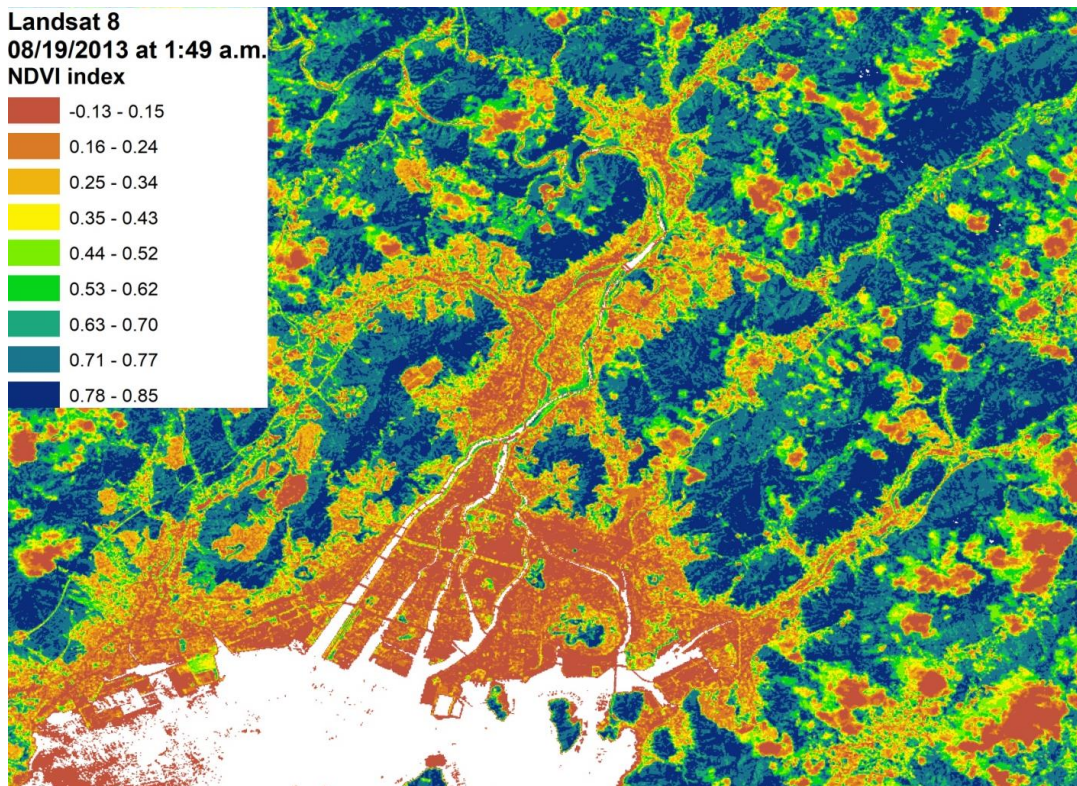 Landsat 8
08/19/2013 at 1:49 a.m.
NDVI index
-0.13 - 0.15
0.16 - 0.24
0.25 - 0.34
0.35 - 0.43
0.44 - 0.52
0.53 - 0.62
0.63 - 0.70
0.71 - 0.77
0.78 - 0.85